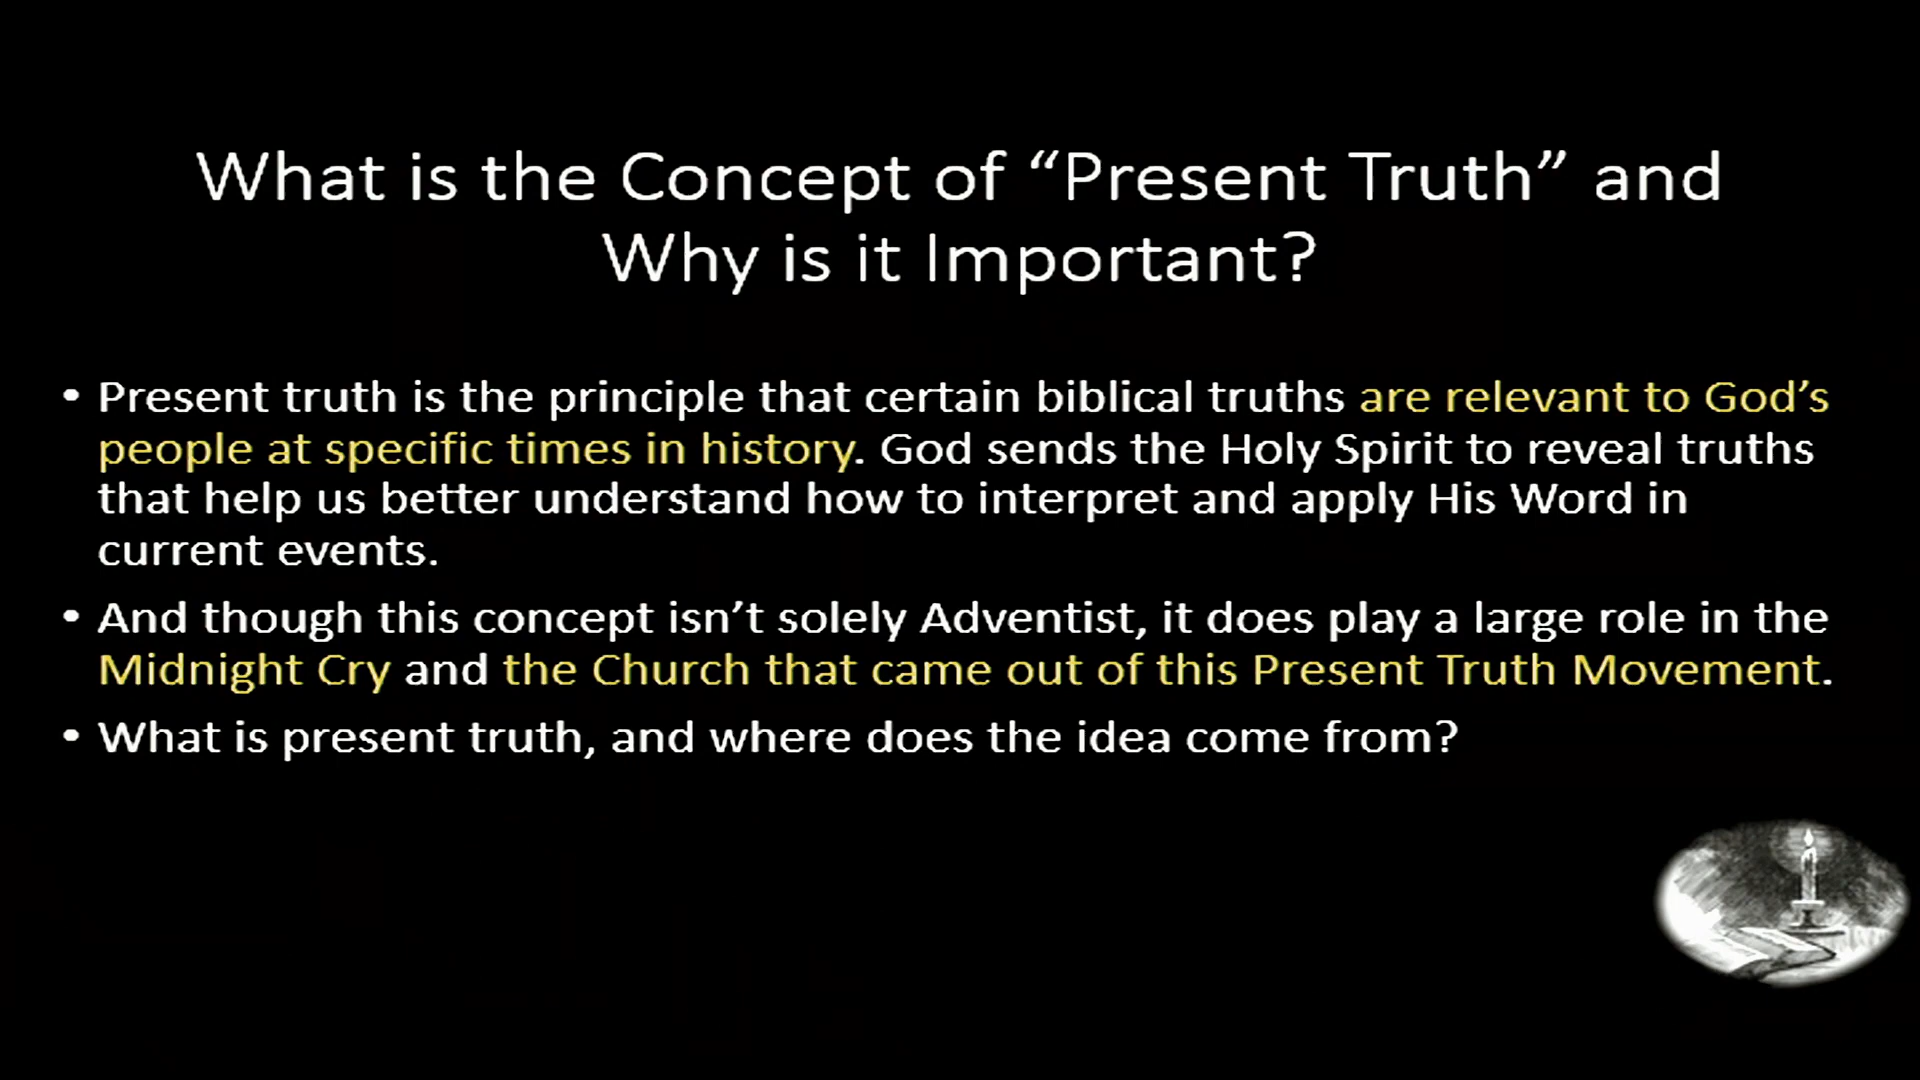 What is the Concept of “Present Truth” and
Why is it Important?
• Present truth is the principle that certain biblical truths are relevant to God’s
people at specific times in history. God sends the Holy Spirit to reveal truths
that help us better understand how to interpret and apply His Word in
current events.
• And though this concept isn’t solely Adventist, it does play a large role in the
Midnight Cry and the Church that came out of this Present Truth Movement.
• What is present truth, and where does the idea come from?